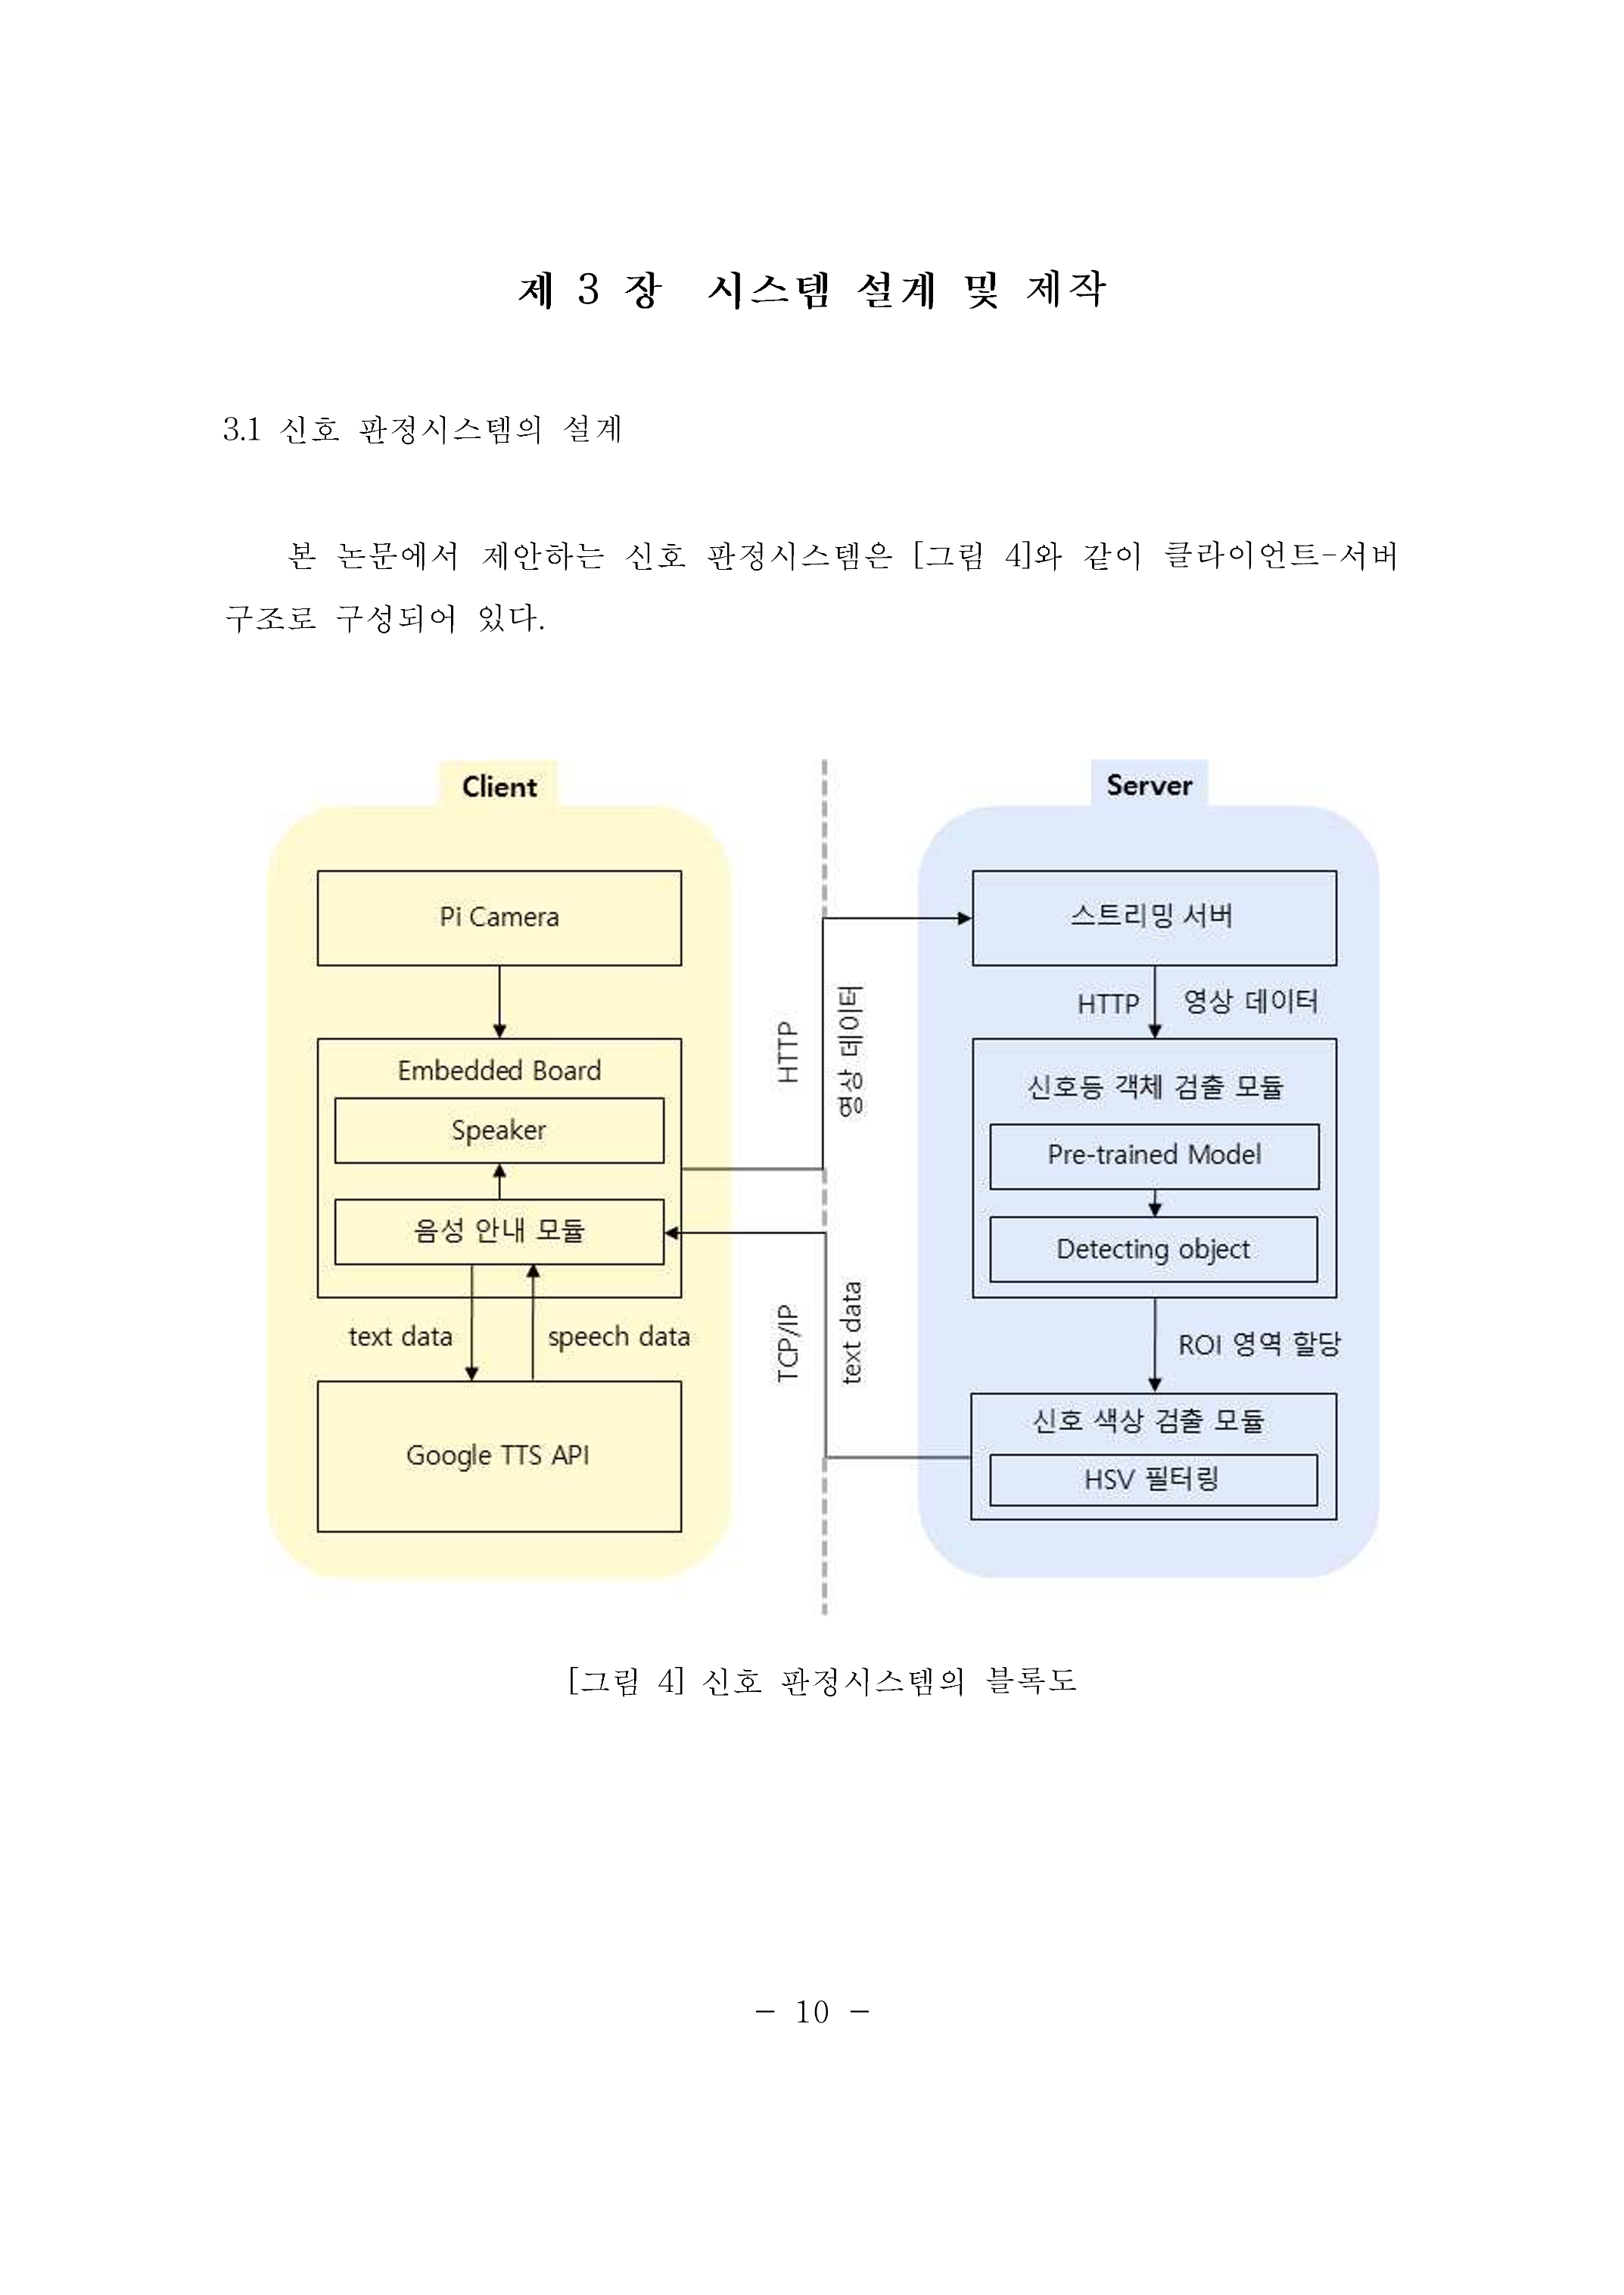 제 3 장 시스템 설계 및 제작
3.1 신호 판정시스템의 설계
본 논문에서 제안하는 신호 판정시스템은 [그림 4]와 같이 클라이언트-서버
구조로 구성되어 있다.
Client
Pi Camera
Embedded Board
Speaker
음성 안내 모듈
text data
speech data
Google TTS API
HTTP
영상 데이터
TCP/IP
text data
Server
스트리밍 서버
HTTP
영상 데이터
신호등 객체 검출 모듈
Pre-trained Model
Detecting object
ROI 영역 할당
신호 색상 검출 모듈
HSV 필터링
[그림 4] 신호 판정시스템의 블록도
- 10 -